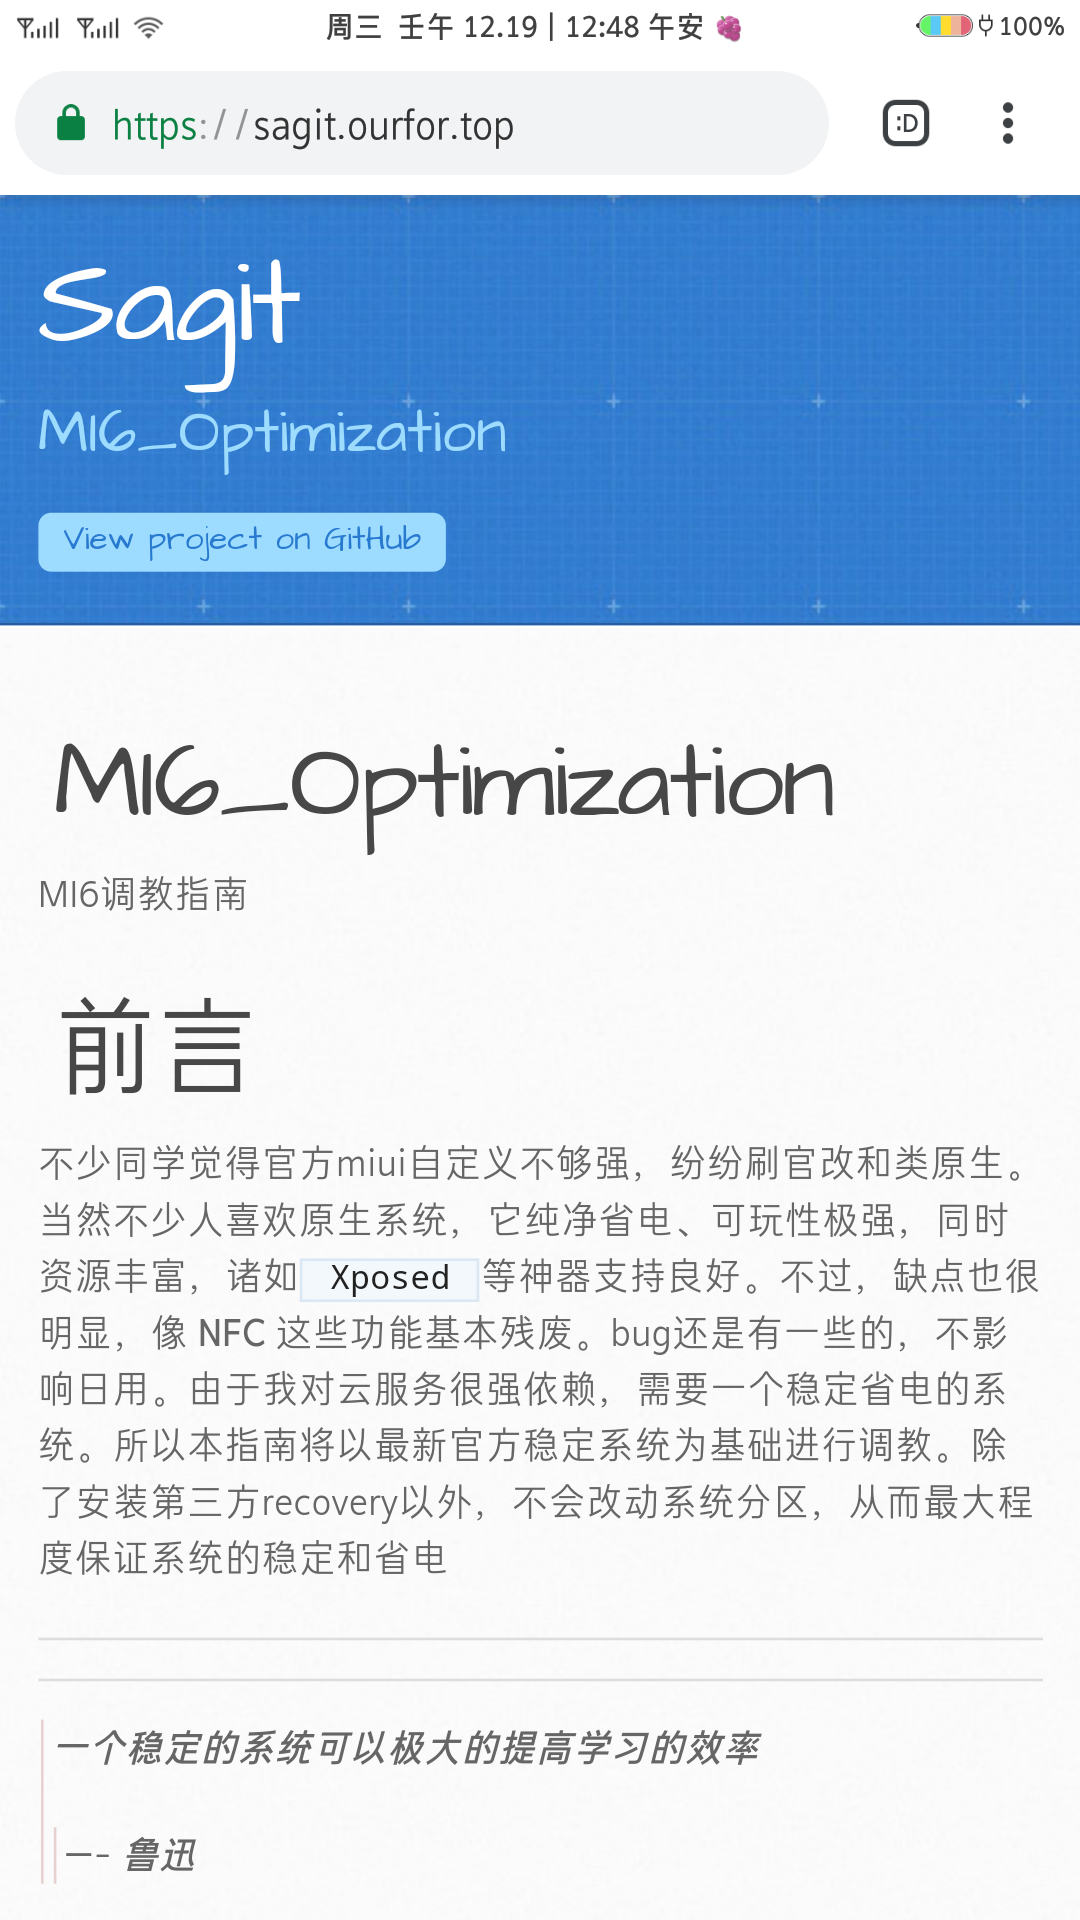 周三 壬午 12.19 | 12:48 午安 100%
https://sagit.ourfor.top :D
Sagit
MI6_Optimization
View project on GitHub
MI6_Optimization
MI6调教指南
前言
不少同学觉得官方miui自定义不够强，纷纷刷官改和类原生。
当然不少人喜欢原生系统，它纯净省电、可玩性极强，同时
资源丰富，诸如 Xposed 等神器支持良好。不过，缺点也很
明显，像 NFC 这些功能基本残废。bug还是有一些的，不影
响日用。由于我对云服务很强依赖，需要一个稳定省电的系
统。所以本指南将以最新官方稳定系统为基础进行调教。除
了安装第三方recovery以外，不会改动系统分区，从而最大程
度保证系统的稳定和省电
一个稳定的系统可以极大的提高学习的效率
—- 鲁迅